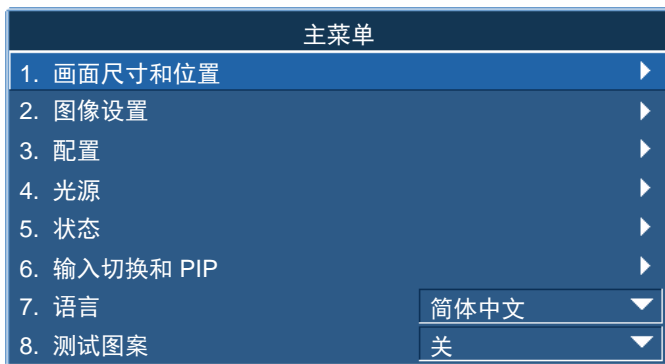 主菜单
1. 画面尺寸和位置
2. 图像设置
3. 配置
4. 光源
5. 状态
6. 输入切换和 PIP
7. 语言 简体中文
8. 测试图案 关